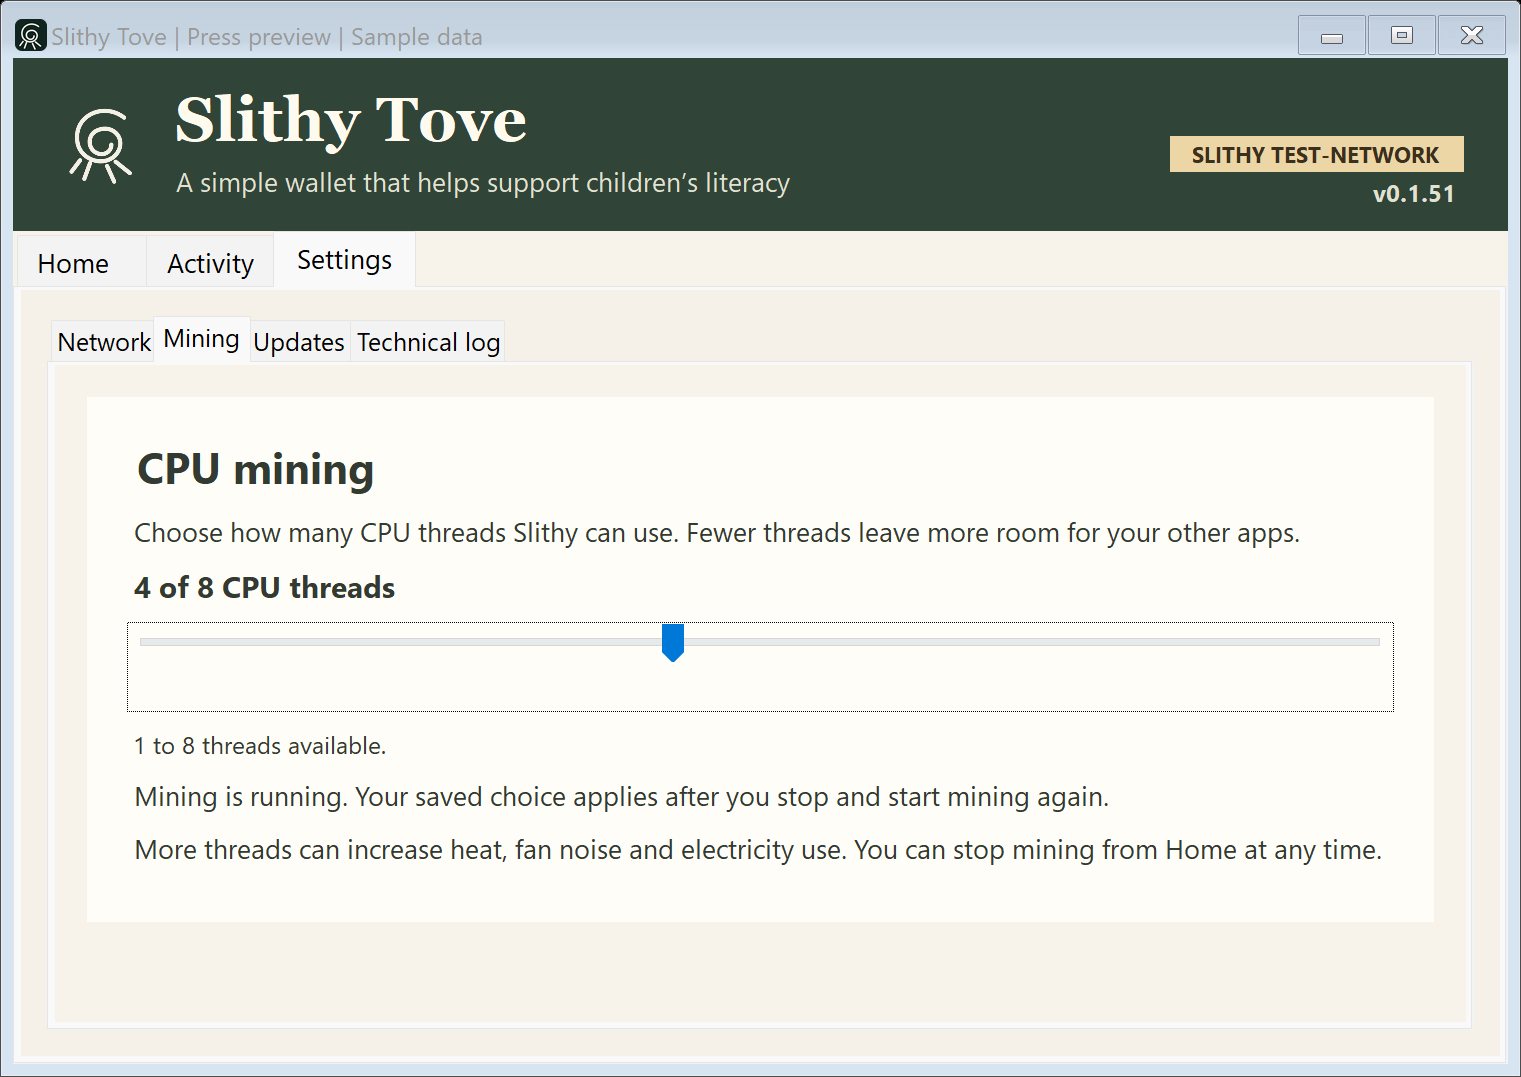 Slithy Tove | Press preview | Sample data
Slithy Tove
A simple wallet that helps support children’s literacy
SLITHY TEST-NETWORK
v0.1.51
Home Activity Settings
Network Mining Updates Technical log
CPU mining
Choose how many CPU threads Slithy can use. Fewer threads leave more room for your other apps.
4 of 8 CPU threads
1 to 8 threads available.
Mining is running. Your saved choice applies after you stop and start mining again.
More threads can increase heat, fan noise and electricity use. You can stop mining from Home at any time.